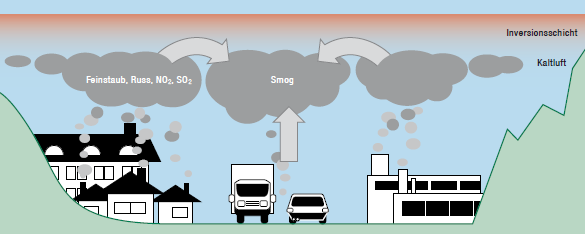 Inversionsschicht
Kaltluft
Feinstaub, Russ, NO₂, SO₂
Smog